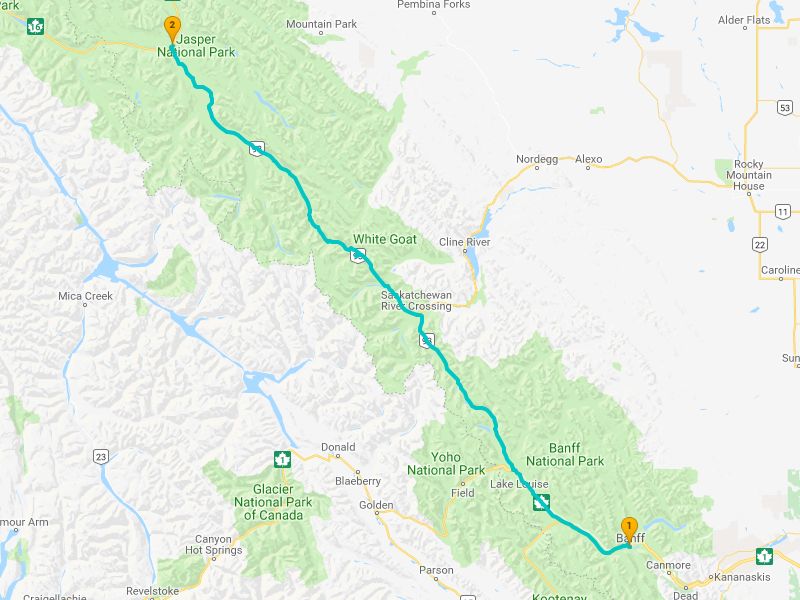 Park
16
Mountain Park
Pembina Forks
Alder Flats
2
Jasper
National Park
53
93
Nordegg
Alexo
Rocky
Mountain
House
11
White Goat
Cline River
22
93
Caroline
Mica Creek
Saskatchewan
River Crossing
93
Sun
23
Donald
1
Yoho
National Park
Banff
National Park
Blaeberry
Field
Lake Louise
Glacier
National Park
of Canada
Golden
1
mour Arm
Canyon
Hot Springs
Banff
1
Parson
Canmore
Kananaskis
Revelstoke
Craigellachie
Kootenay
Dead